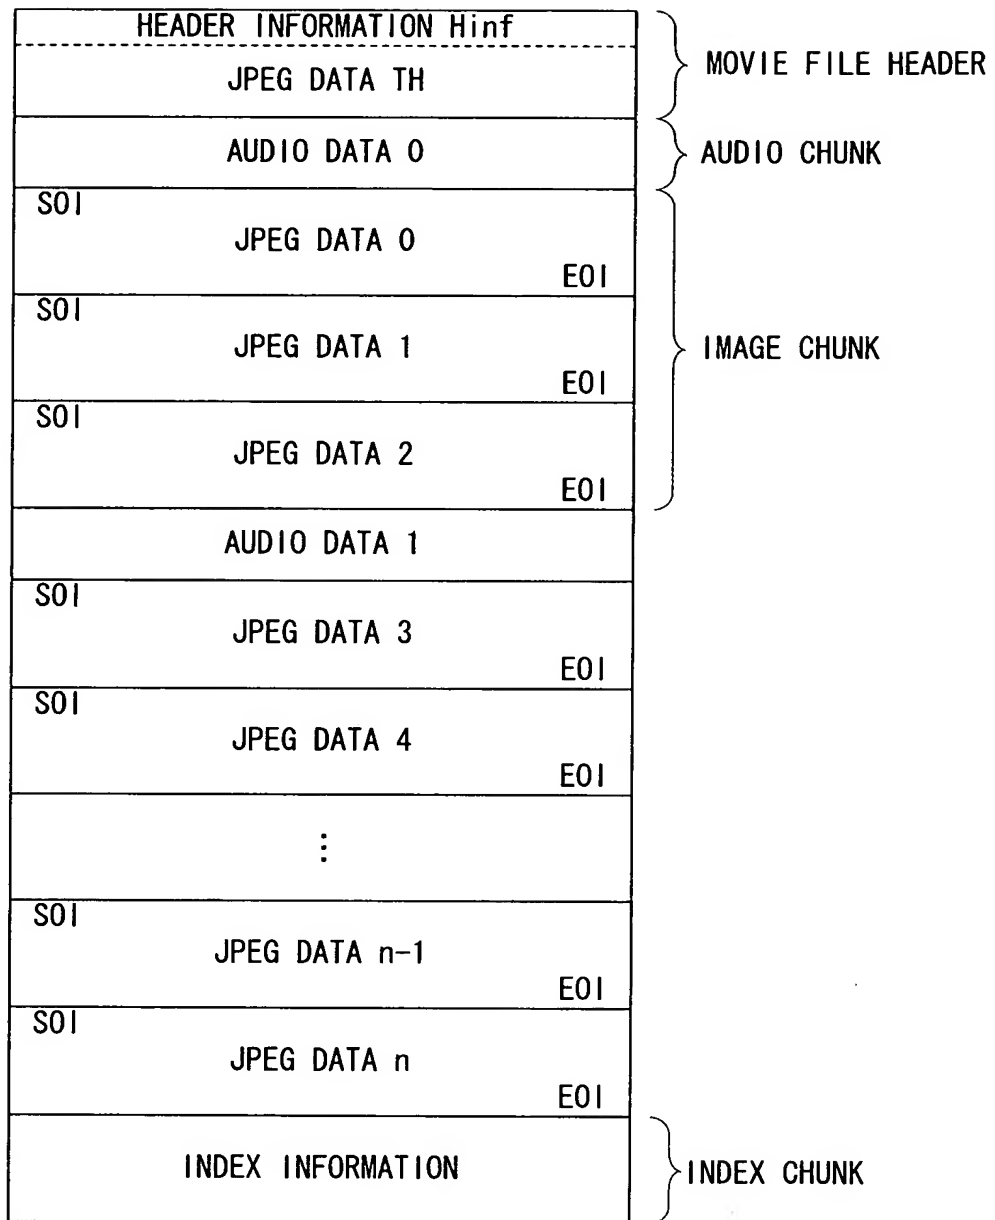 HEADER INFORMATION Hinf
JPEG DATA TH
MOVIE FILE HEADER
AUDIO DATA 0
AUDIO CHUNK
SOI
JPEG DATA 0
EOI
SOI
JPEG DATA 1
IMAGE CHUNK
EOI
SOI
JPEG DATA 2
EOI
AUDIO DATA 1
SOI
JPEG DATA 3
EOI
SOI
JPEG DATA 4
EOI
⋮
SOI
JPEG DATA n-1
EOI
SOI
JPEG DATA n
EOI
INDEX INFORMATION
INDEX CHUNK